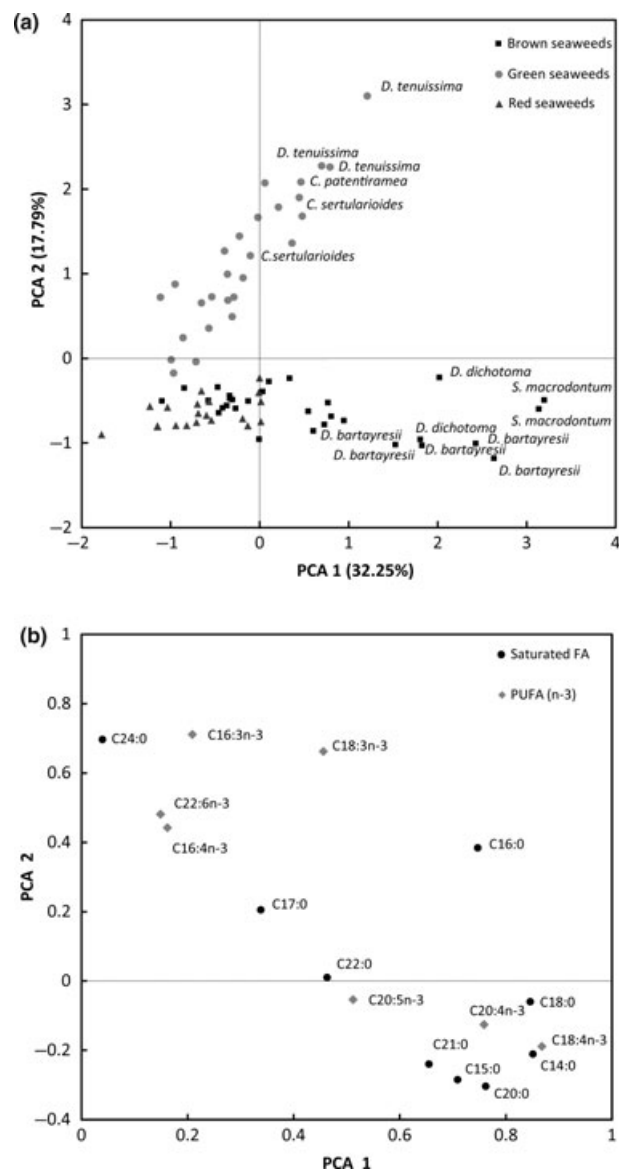 (a)
4
3
2
1
0
−1
−2
PCA 2 (17.79%)
Brown seaweeds
Green seaweeds
Red seaweeds
D. tenuissima
D. tenuissima
D. tenuissima
C. patentiramea
C. sertularioides
C.sertularioides
D. dichotoma
S. macrodontum
S. macrodontum
D. dichotoma
D. bartayresii
D. bartayresii
D. bartayresii
D. bartayresii
D. bartayresii
−2
−1
0
1
2
3
4
PCA 1 (32.25%)
(b)
1
0.8
0.6
0.4
0.2
0
−0.2
−0.4
PCA 2
Saturated FA
PUFA (n-3)
C24:0
C16:3n-3
C18:3n-3
C22:6n-3
C16:4n-3
C16:0
C17:0
C22:0
C20:5n-3
C18:0
C20:4n-3
C18:4n-3
C21:0
C14:0
C15:0
C20:0
0
0.2
0.4
0.6
0.8
1
PCA 1